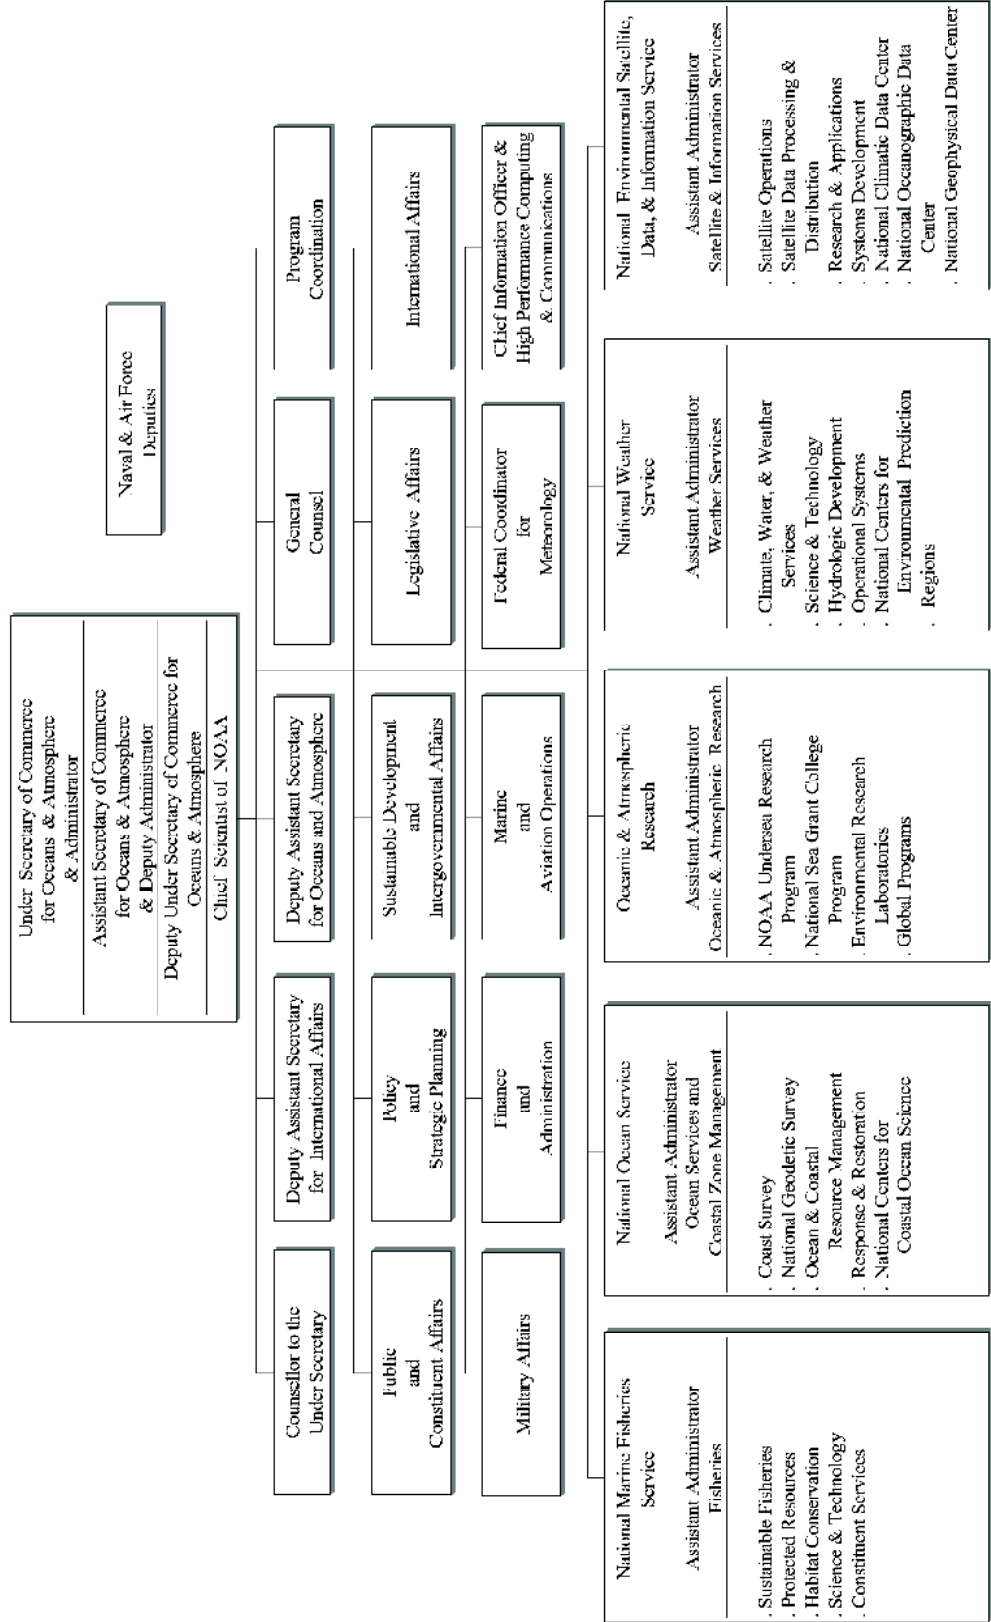 Under Secretary of Commerce
for Oceans & Atmosphere
& Administrator
Assistant Secretary of Commerce
for Oceans & Atmosphere
& Deputy Administrator
Deputy Under Secretary of Commerce for
Oceans & Atmosphere
Chief Scientist of NOAA
Naval & Air Force
Deputies
Counsellor to the
Under Secretary
Deputy Assistant Secretary
for International Affairs
Deputy Assistant Secretary
for Oceans and Atmosphere
General
Counsel
Program
Coordination
Public
and
Constituent Affairs
Policy
and
Strategic Planning
Sustainable Development
and
Intergovernmental Affairs
Legislative Affairs
International Affairs
Military Affairs
Finance
and
Administration
Marine
and
Aviation Operations
Federal Coordinator
for
Meteorology
Chief Information Officer &
High Performance Computing
& Communications
National Marine Fisheries
Service
Assistant Administrator
Fisheries
. Sustainable Fisheries
. Protected Resources
. Habitat Conservation
. Science & Technology
. Constituent Services
National Ocean Service
Assistant Administrator
Ocean Services and
Coastal Zone Management
. Coast Survey
. National Geodetic Survey
. Ocean & Coastal
Resource Management
. Response & Restoration
. National Centers for
Coastal Ocean Science
Oceanic & Atmospheric
Research
Assistant Administrator
Oceanic & Atmospheric Research
. NOAA Undersea Research
Program
. National Sea Grant College
Program
. Environmental Research
Laboratories
. Global Programs
National Weather
Service
Assistant Administrator
Weather Services
. Climate, Water, & Weather
Services
. Science & Technology
. Hydrologic Development
. Operational Systems
. National Centers for
Environmental Prediction
. Regions
National Environmental Satellite,
Data, & Information Service
Assistant Administrator
Satellite & Information Services
. Satellite Operations
. Satellite Data Processing &
Distribution
. Research & Applications
. Systems Development
. National Climatic Data Center
. National Oceanographic Data
Center
. National Geophysical Data Center